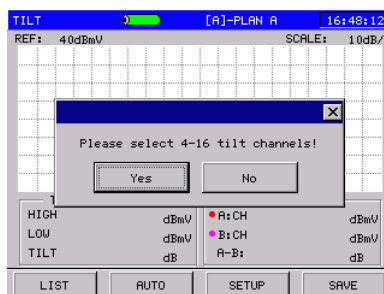 TILT [A]-PLAN A 16:48:12
REF: 40dBmV SCALE: 10dB/
Please select 4-16 tilt channels!
Yes No
HIGH dBmV A:CH dBmV
LOW dBmV B:CH dBmV
TILT dB A-B: dB
LIST AUTO SETUP SAVE